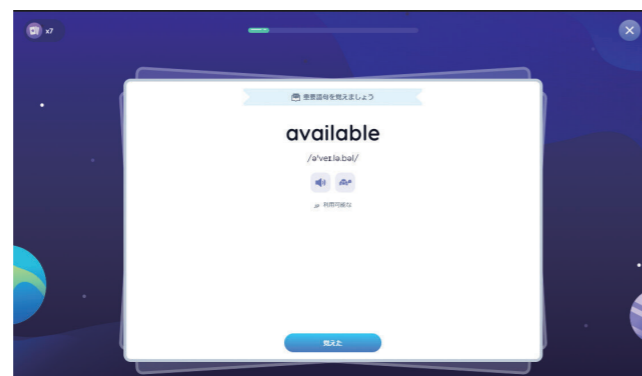 x7
重要語句を覚えましょう
available
/əˈveɪ.lə.bəl/
利用可能な
覚えた